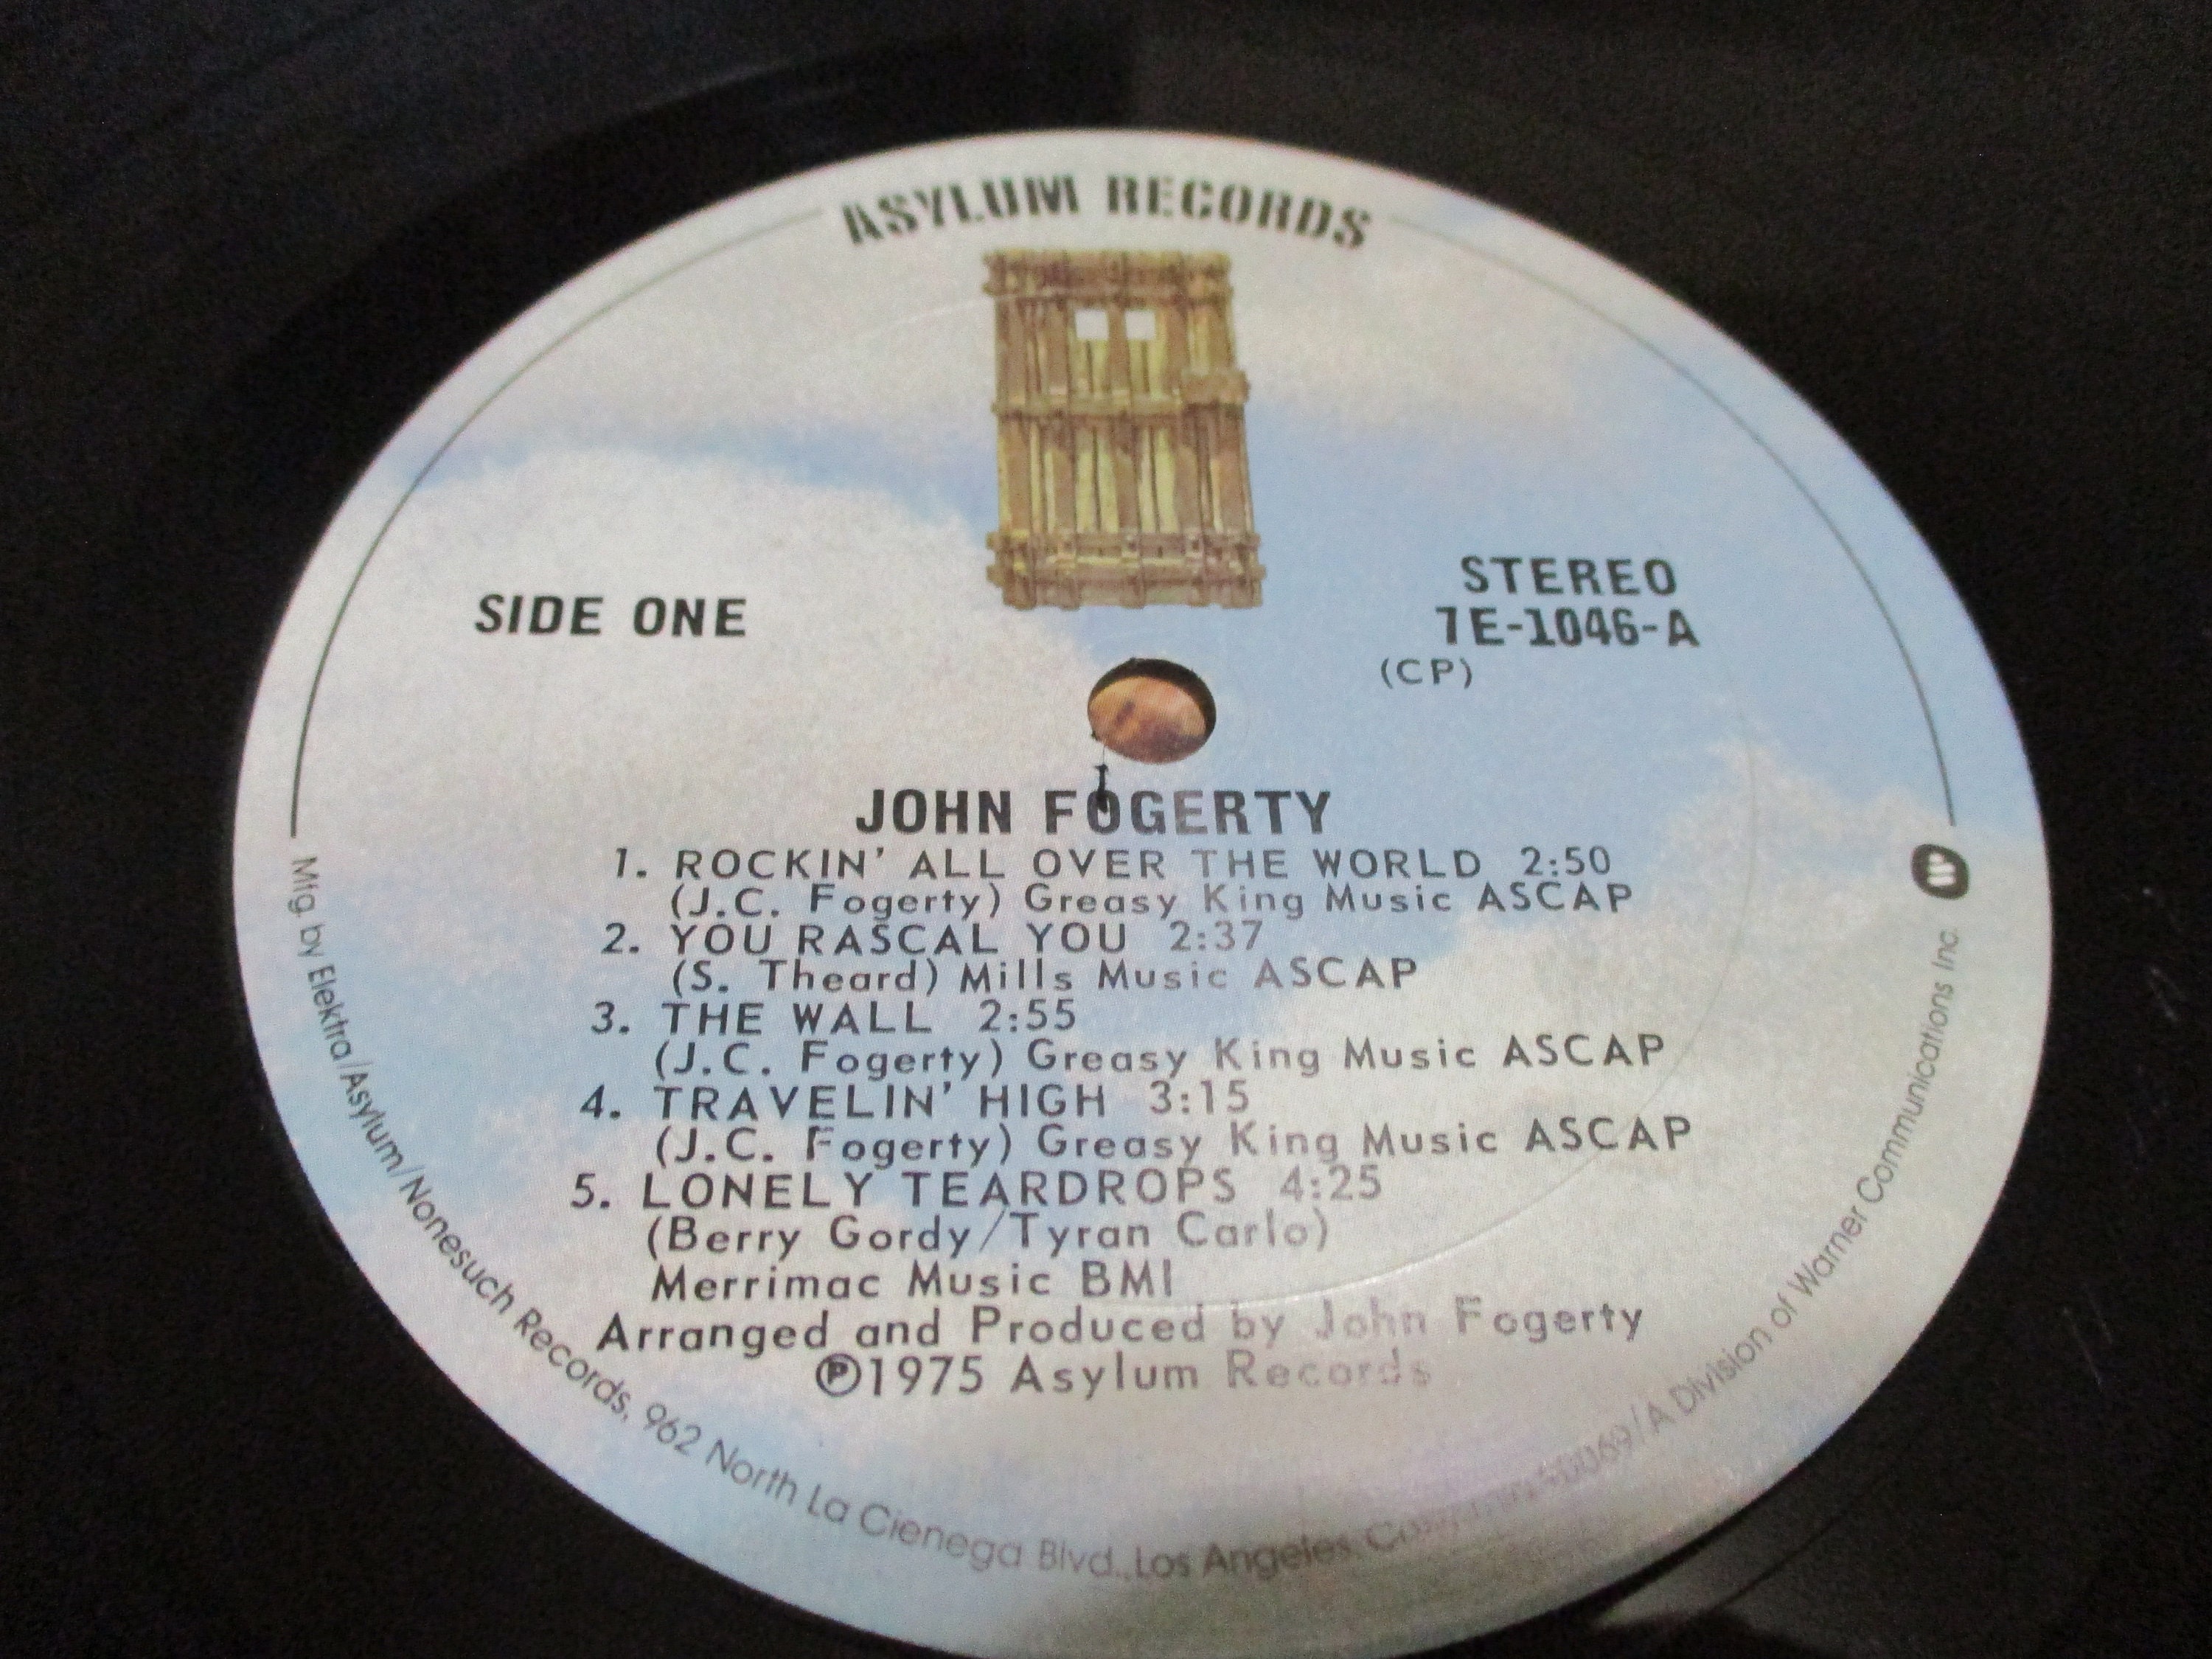 ASYLUM RECORDS
SIDE ONE
STEREO
7E-1046-A
(CP)
JOHN FOGERTY
1. ROCKIN' ALL OVER THE WORLD 2:50
(J.C. Fogerty) Greasy King Music ASCAP
2. YOU RASCAL YOU 2:37
(S. Theard) Mills Music ASCAP
3. THE WALL 2:55
(J.C. Fogerty) Greasy King Music ASCAP
4. TRAVELIN' HIGH 3:15
(J.C. Fogerty) Greasy King Music ASCAP
5. LONELY TEARDROPS 4:25
(Berry Gordy/Tyran Carlo)
Merrimac Music BMI
Arranged and Produced by John Fogerty
℗1975 Asylum Records
Mfg. by Elektra/Asylum/Nonesuch Records, 962 North La Cienega Blvd., Los Angeles, /A Division of Warner Communications Inc.